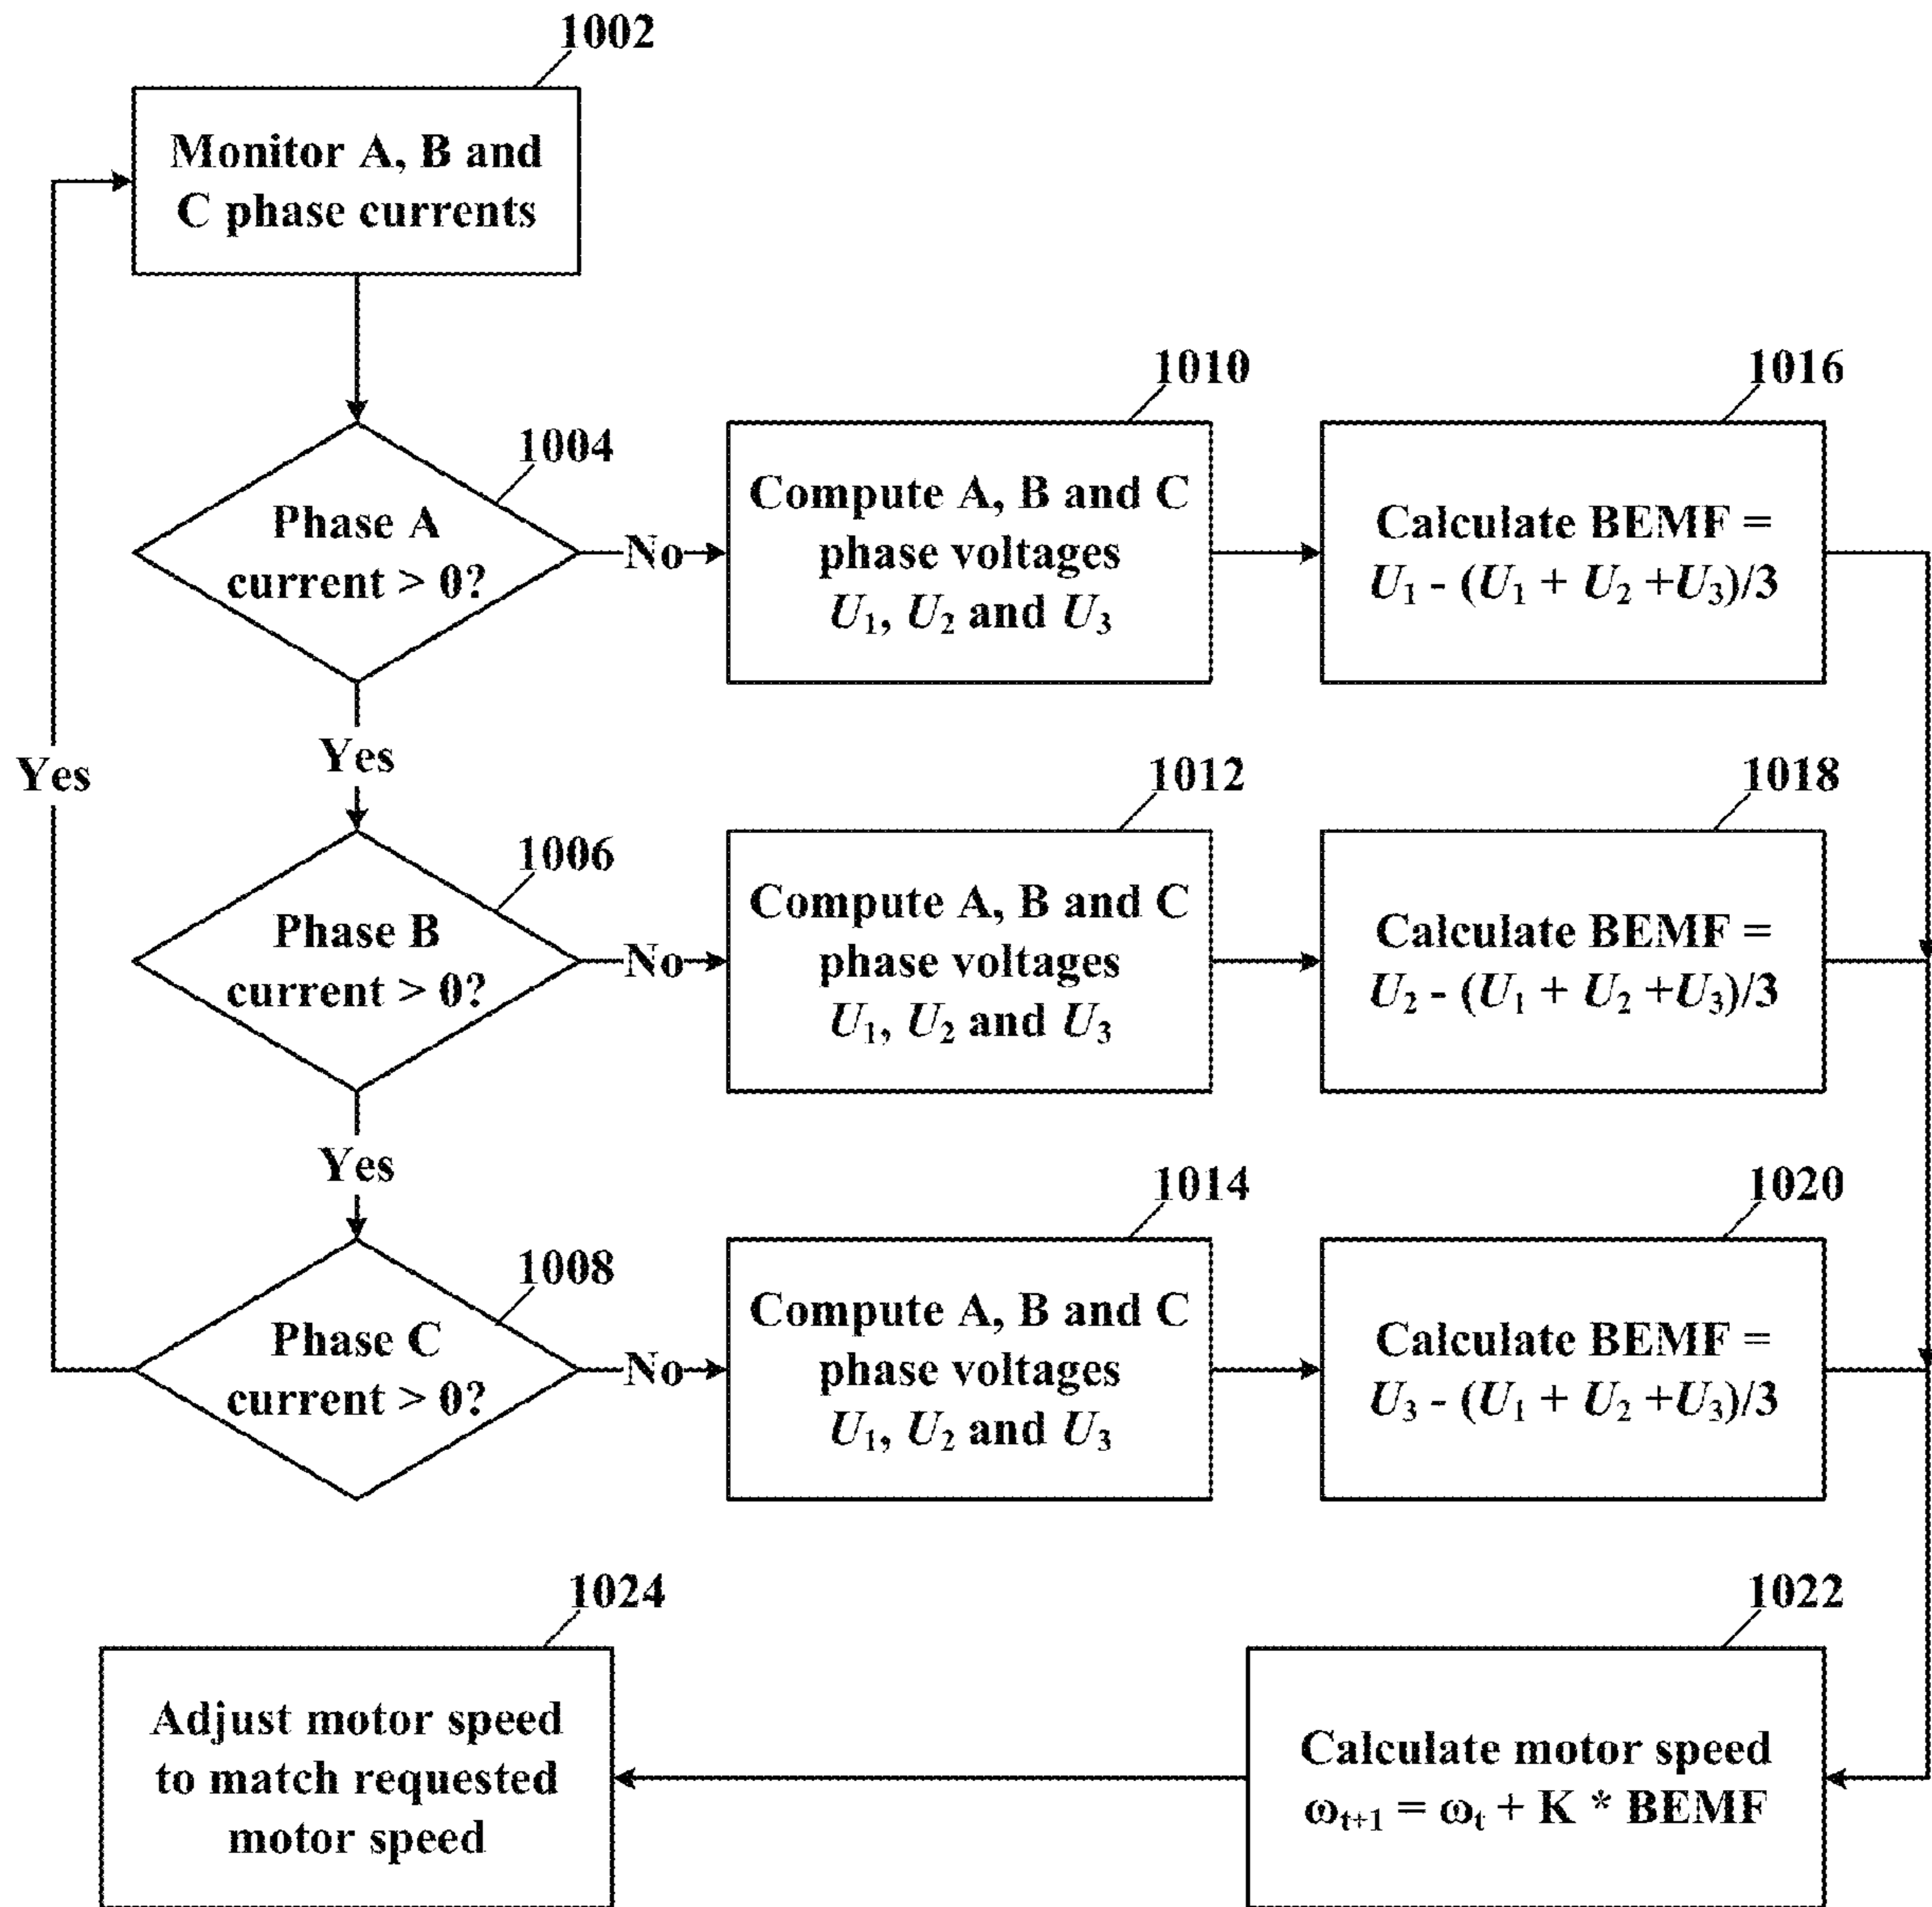 1002
Monitor A, B and
C phase currents
1004
Phase A
current > 0?
No
1010
Compute A, B and C
phase voltages
U₁, U₂ and U₃
1016
Calculate BEMF =
U₁ - (U₁ + U₂ +U₃)/3
Yes
Yes
1006
Phase B
current > 0?
No
1012
Compute A, B and C
phase voltages
U₁, U₂ and U₃
1018
Calculate BEMF =
U₂ - (U₁ + U₂ +U₃)/3
Yes
1008
Phase C
current > 0?
No
1014
Compute A, B and C
phase voltages
U₁, U₂ and U₃
1020
Calculate BEMF =
U₃ - (U₁ + U₂ +U₃)/3
1022
Calculate motor speed
ωₜ₊₁ = ωₜ + K * BEMF
1024
Adjust motor speed
to match requested
motor speed